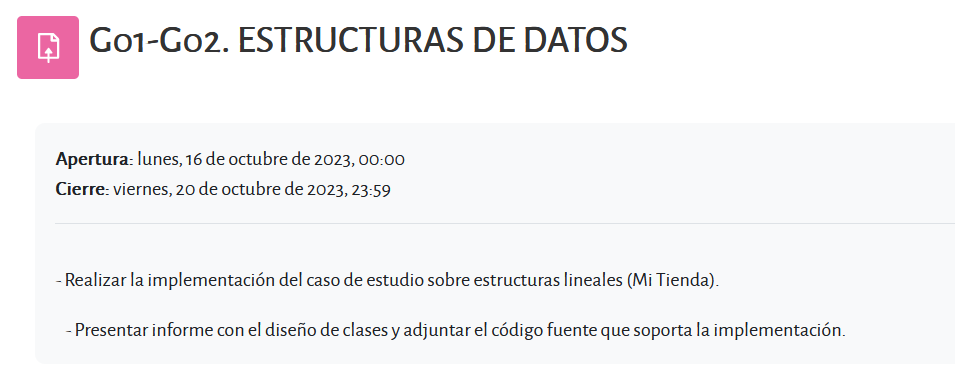 G01-G02. ESTRUCTURAS DE DATOS
Apertura: lunes, 16 de octubre de 2023, 00:00
Cierre: viernes, 20 de octubre de 2023, 23:59
- Realizar la implementación del caso de estudio sobre estructuras lineales (Mi Tienda).
- Presentar informe con el diseño de clases y adjuntar el código fuente que soporta la implementación.